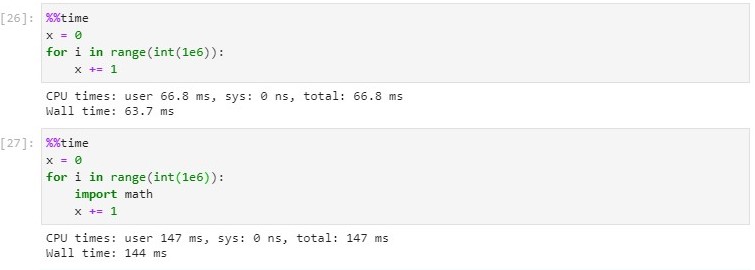 [26]: %%time
x = 0
for i in range(int(1e6)):
    x += 1
CPU times: user 66.8 ms, sys: 0 ns, total: 66.8 ms
Wall time: 63.7 ms
[27]: %%time
x = 0
for i in range(int(1e6)):
    import math
    x += 1
CPU times: user 147 ms, sys: 0 ns, total: 147 ms
Wall time: 144 ms